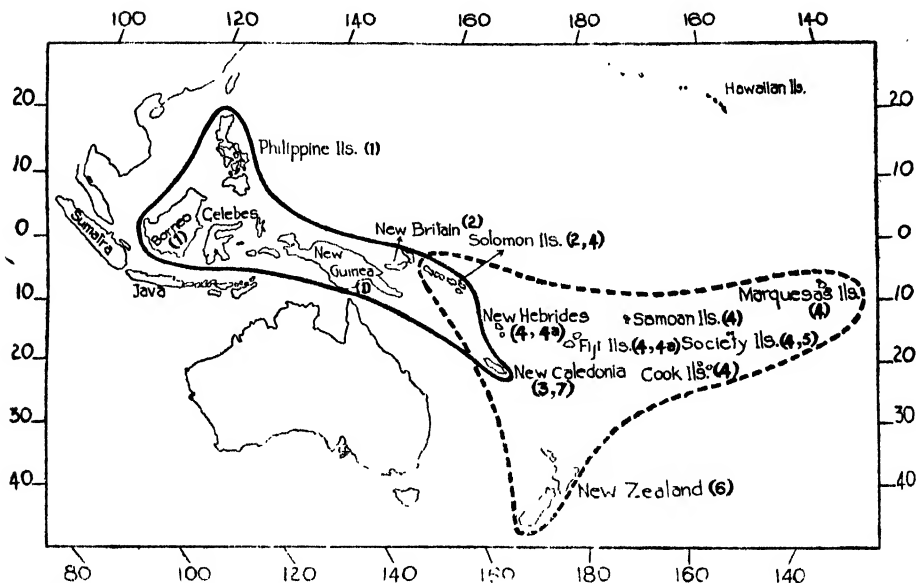 100 120 140 160 180 160 140
Hawaiian Ils.
20 20
Philippine Ils. (1)
10 10
Sumatra
Borneo (1)
Celebes
New Britain (2)
Solomon Ils. (2, 4)
0 0
New Guinea (1)
Java
10 10
Marquesas Ils. (4)
New Hebrides (4, 4a)
Samoan Ils. (4)
Fiji Ils. (4, 4a)
Society Ils. (4, 5)
20 20
New Caledonia (3, 7)
Cook Ils. (4)
30 30
40 40
New Zealand (6)
80 100 120 140 160 180 160 140